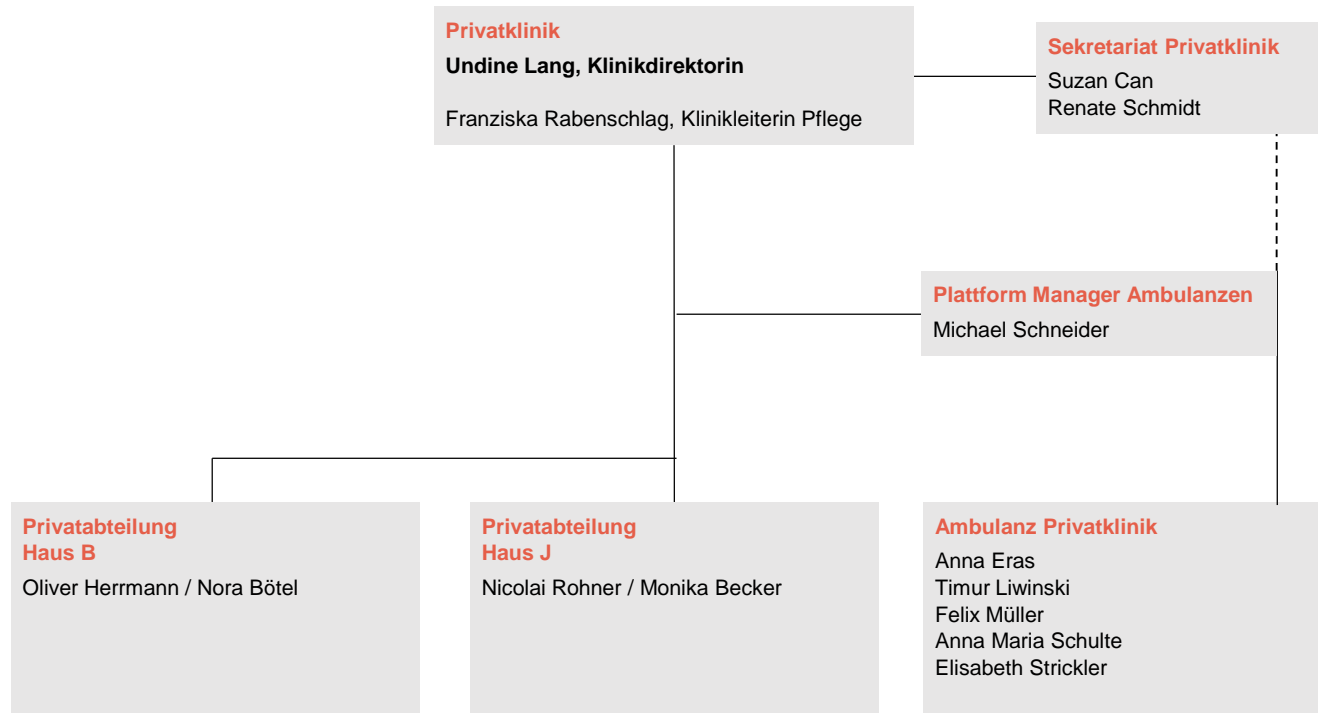 Privatklinik
Undine Lang, Klinikdirektorin
Franziska Rabenschlag, Klinikleiterin Pflege
Sekretariat Privatklinik
Suzan Can
Renate Schmidt
Plattform Manager Ambulanzen
Michael Schneider
Privatabteilung
Haus B
Oliver Herrmann / Nora Bötel
Privatabteilung
Haus J
Nicolai Rohner / Monika Becker
Ambulanz Privatklinik
Anna Eras
Timur Liwinski
Felix Müller
Anna Maria Schulte
Elisabeth Strickler